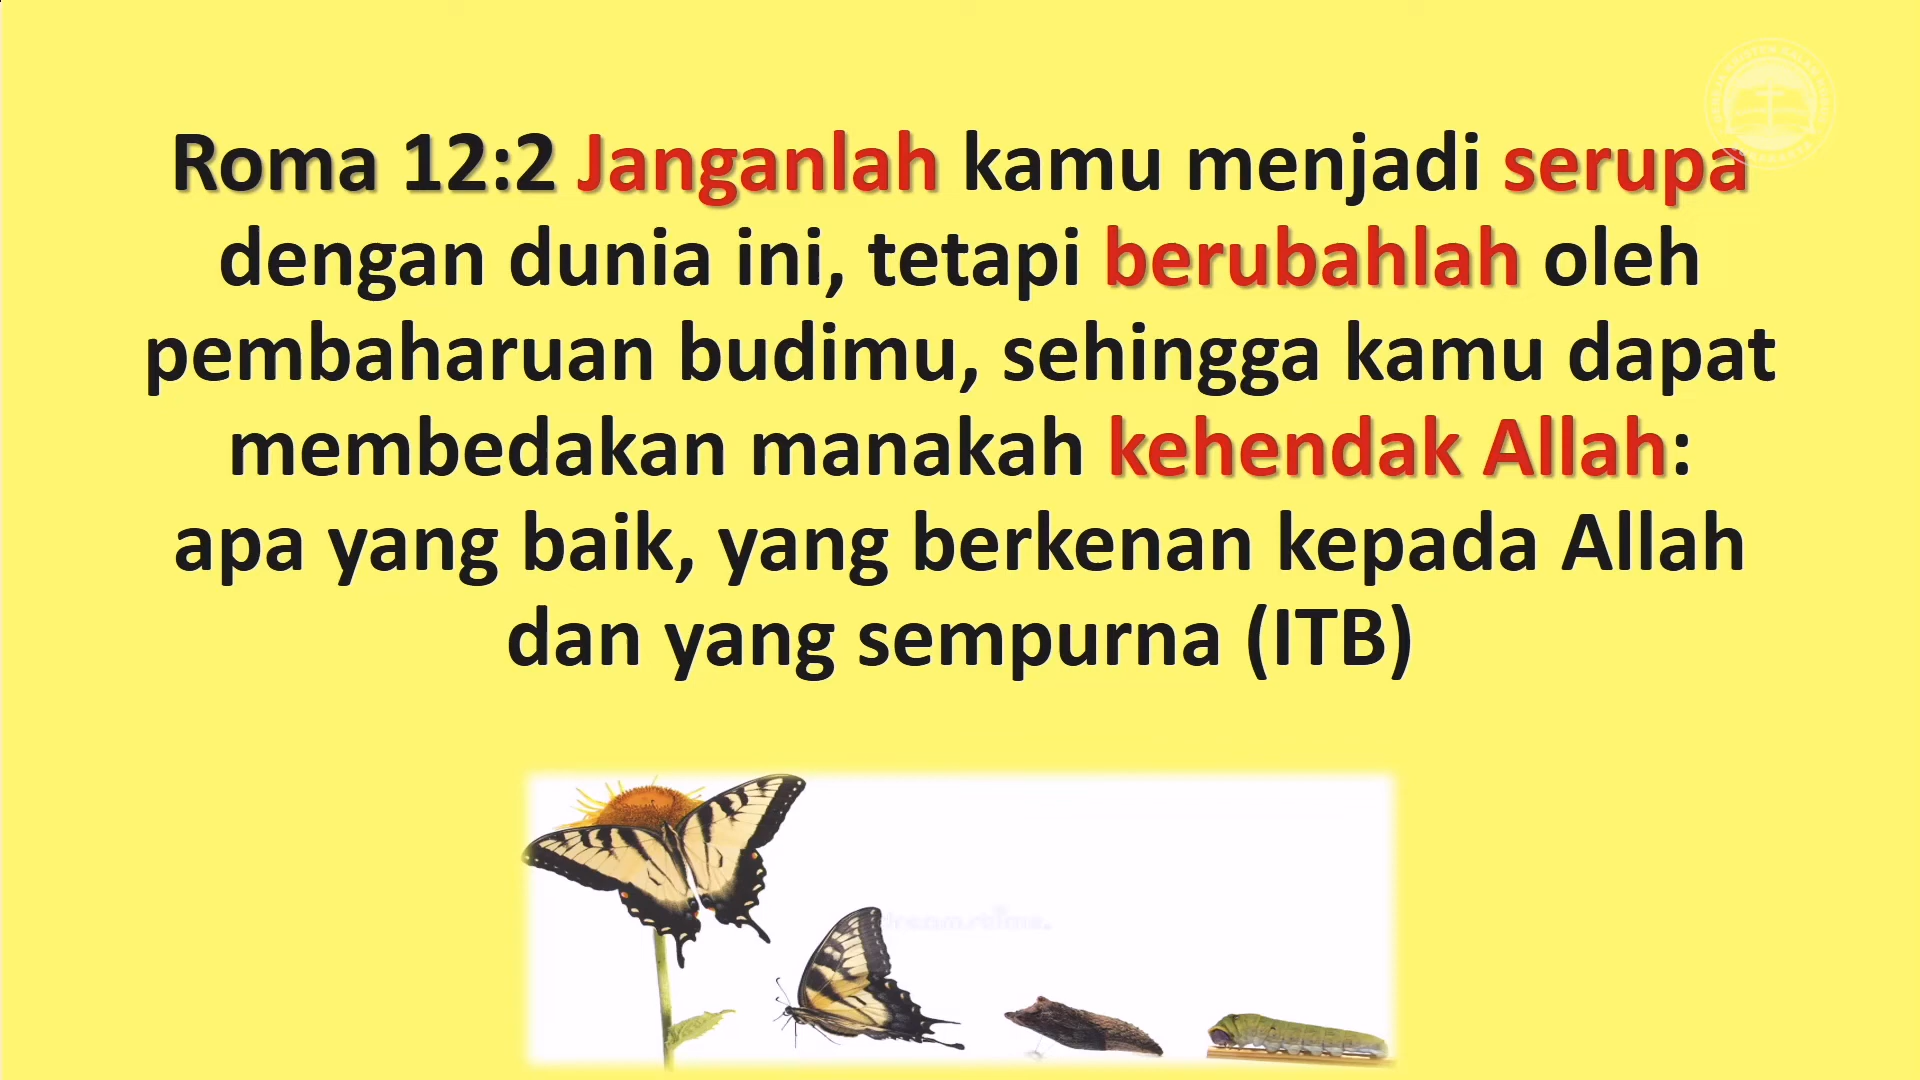 Roma 12:2 Janganlah kamu menjadi serupa
dengan dunia ini, tetapi berubahlah oleh
pembaharuan budimu, sehingga kamu dapat
membedakan manakah kehendak Allah:
apa yang baik, yang berkenan kepada Allah
dan yang sempurna (ITB)